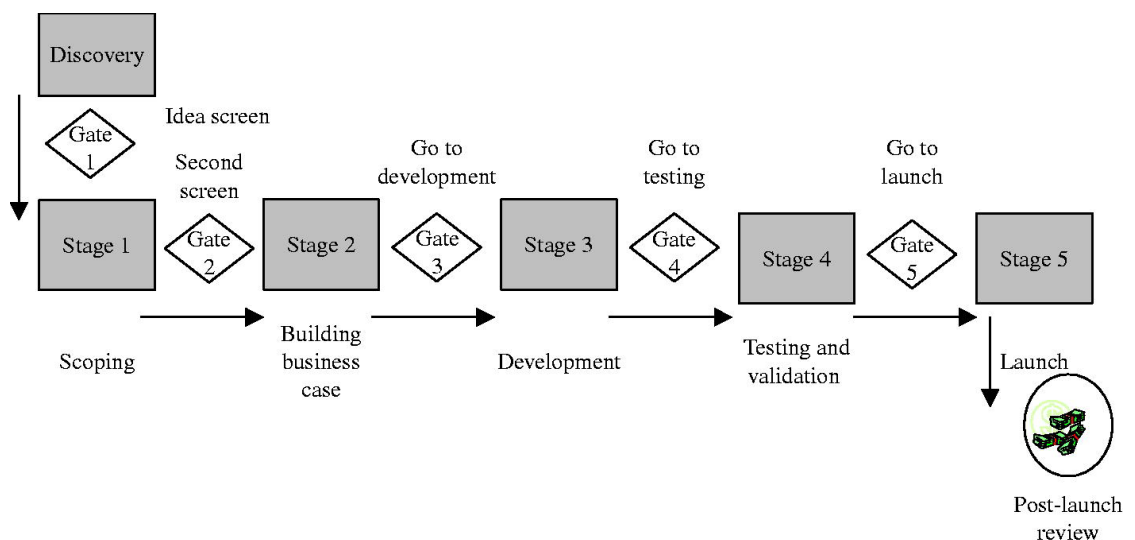 Discovery
Idea screen
Gate
1
Second
screen
Go to
development
Go to
testing
Go to
launch
Stage 1
Gate
2
Stage 2
Gate
3
Stage 3
Gate
4
Stage 4
Gate
5
Stage 5
Scoping
Building
business
case
Development
Testing and
validation
Launch
Post-launch
review